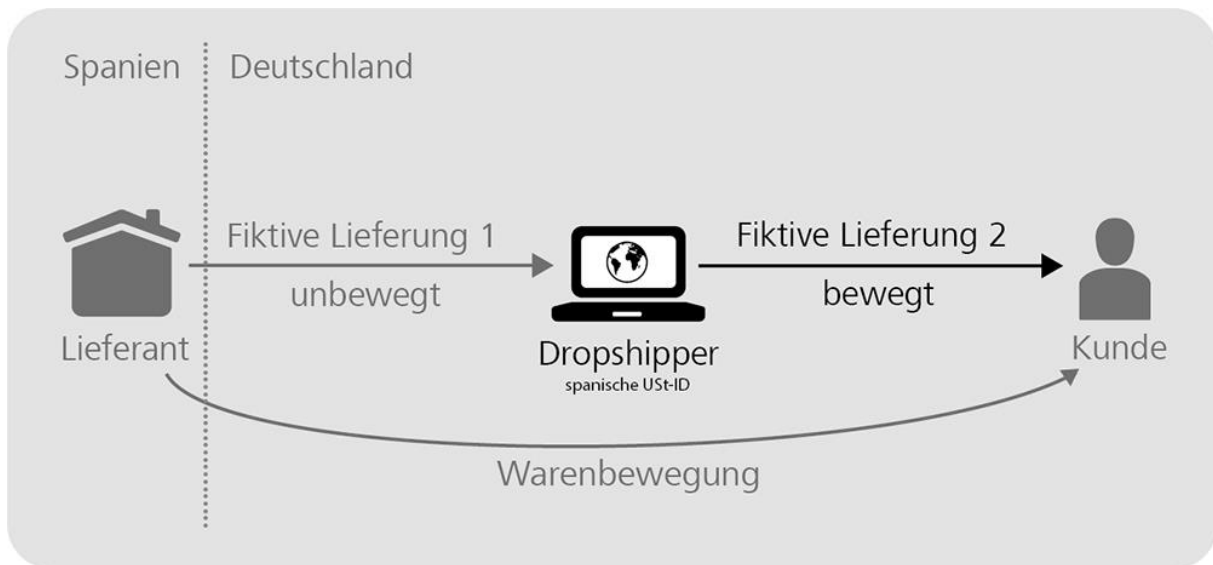 Spanien
Deutschland
Fiktive Lieferung 1
unbewegt
Fiktive Lieferung 2
bewegt
Lieferant
Dropshipper
spanische USt-ID
Kunde
Warenbewegung